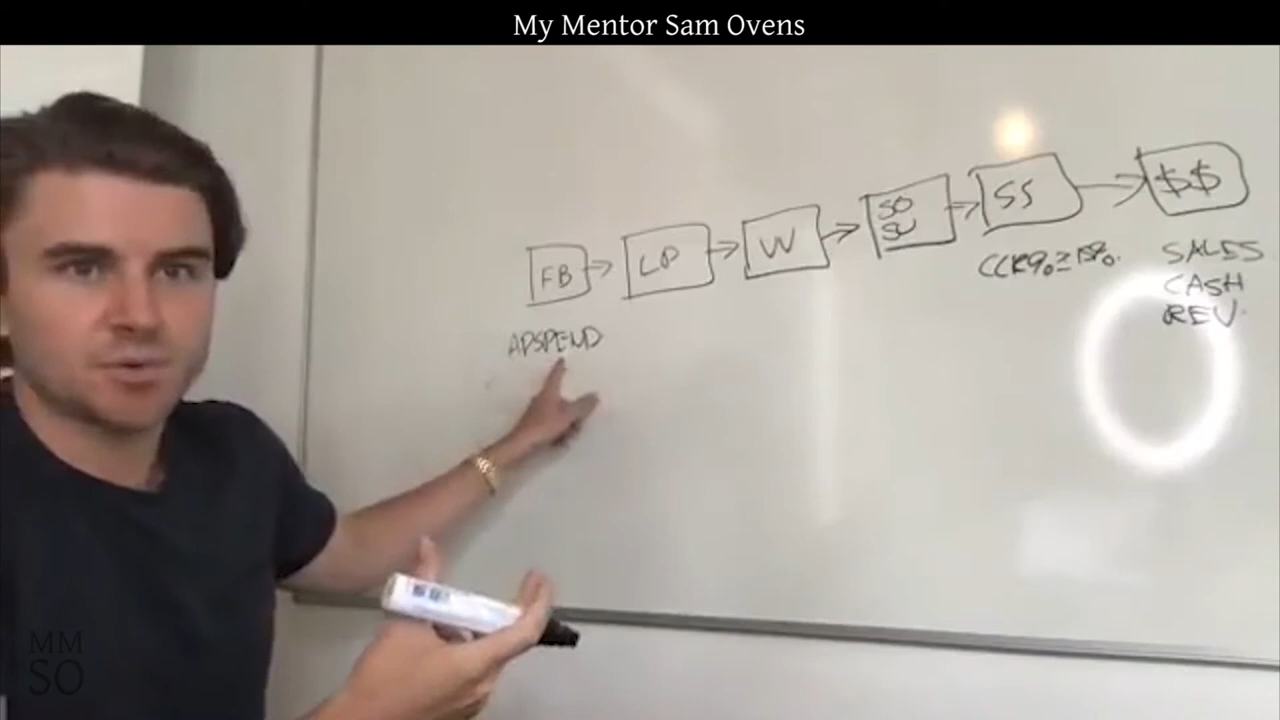 My Mentor Sam Ovens
FB
LP
W
SO
SU
SS
$$
ADSPEND
CCR% ≥ 15%.
SALES
CASH
REV.
MM
SO